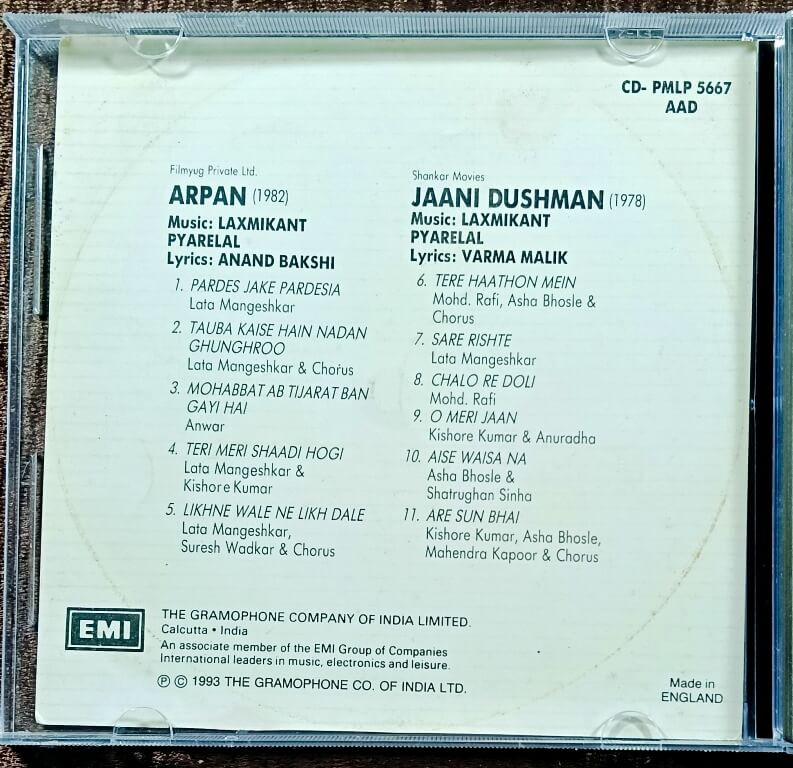 CD- PMLP 5667
AAD
Filmyug Private Ltd.
ARPAN (1982)
Music: LAXMIKANT
PYARELAL
Lyrics: ANAND BAKSHI
1. PARDES JAKE PARDESIA
Lata Mangeshkar
2. TAUBA KAISE HAIN NADAN
GHUNGHROO
Lata Mangeshkar & Chorus
3. MOHABBAT AB TIJARAT BAN
GAYI HAI
Anwar
4. TERI MERI SHAADI HOGI
Lata Mangeshkar &
Kishore Kumar
5. LIKHNE WALE NE LIKH DALE
Lata Mangeshkar,
Suresh Wadkar & Chorus
Shankar Movies
JAANI DUSHMAN (1978)
Music: LAXMIKANT
PYARELAL
Lyrics: VARMA MALIK
6. TERE HAATHON MEIN
Mohd. Rafi, Asha Bhosle &
Chorus
7. SARE RISHTE
Lata Mangeshkar
8. CHALO RE DOLI
Mohd. Rafi
9. O MERI JAAN
Kishore Kumar & Anuradha
10. AISE WAISA NA
Asha Bhosle &
Shatrughan Sinha
11. ARE SUN BHAI
Kishore Kumar, Asha Bhosle,
Mahendra Kapoor & Chorus
EMI
THE GRAMOPHONE COMPANY OF INDIA LIMITED.
Calcutta • India
An associate member of the EMI Group of Companies
International leaders in music, electronics and leisure.
℗ © 1993 THE GRAMOPHONE CO. OF INDIA LTD.
Made in
ENGLAND